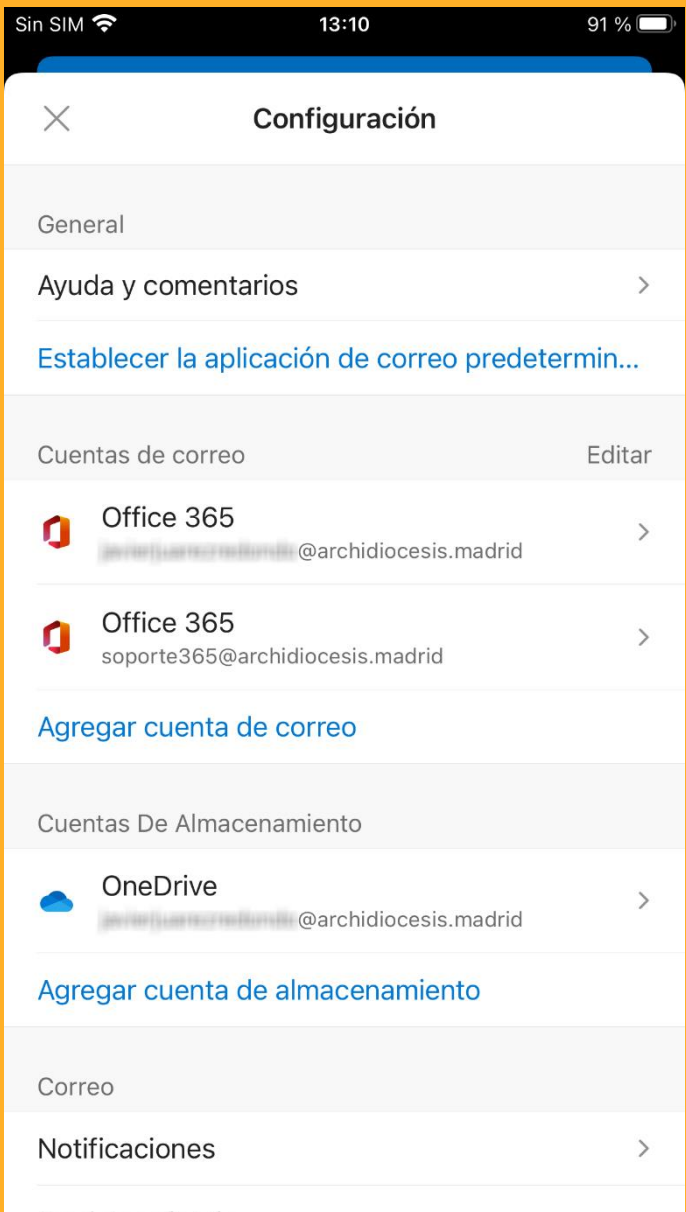 Sin SIM 13:10 91 %
Configuración
General
Ayuda y comentarios
Establecer la aplicación de correo predetermin...
Cuentas de correo Editar
Office 365
@archidiocesis.madrid
Office 365
soporte365@archidiocesis.madrid
Agregar cuenta de correo
Cuentas De Almacenamiento
OneDrive
@archidiocesis.madrid
Agregar cuenta de almacenamiento
Correo
Notificaciones